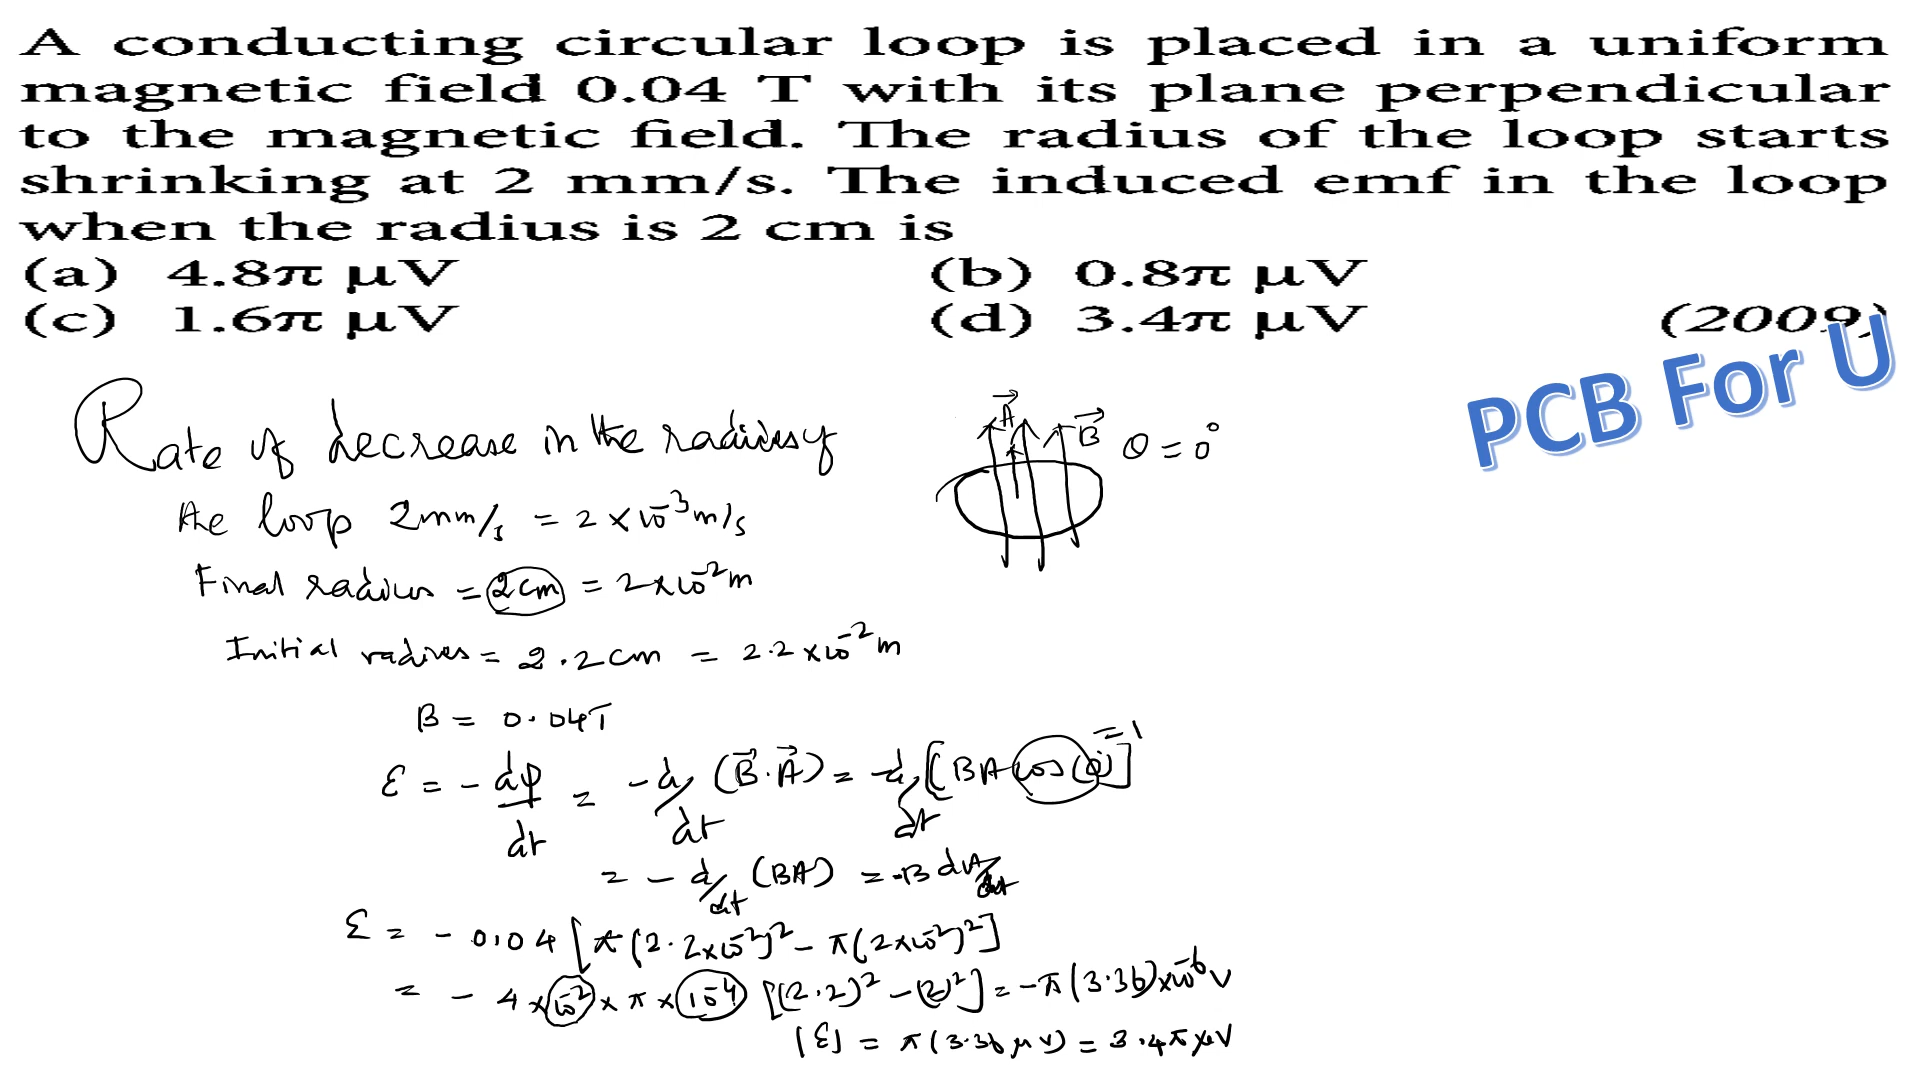 A conducting circular loop is placed in a uniform
magnetic field 0.04 T with its plane perpendicular
to the magnetic field. The radius of the loop starts
shrinking at 2 mm/s. The induced emf in the loop
when the radius is 2 cm is
(a) 4.8π μV (b) 0.8π μV
(c) 1.6π μV (d) 3.4π μV (2009)
PCB For U
Rate of decrease in the radius of
the loop 2mm/s = 2 × 10⁻³ m/s
Final radius = 2cm = 2×10⁻² m
Initial radius = 2.2cm = 2.2 ×10⁻² m
A⃗ B⃗ θ = 0°
B = 0.04T
ε = - dφ/dt = -d/dt (B⃗·A⃗) = -d/dt [BA cos(0)] =1
= - d/dt (BA) = -B dA/dt
ε = - 0.04 [π(2.2×10⁻²)² - π(2×10⁻²)²]
= - 4×10⁻² × π × 10⁻⁴ [(2.2)² - (2)²] = -π(3.36)×10⁻⁶ V
|ε| = π(3.36 μV) = 3.4π μV